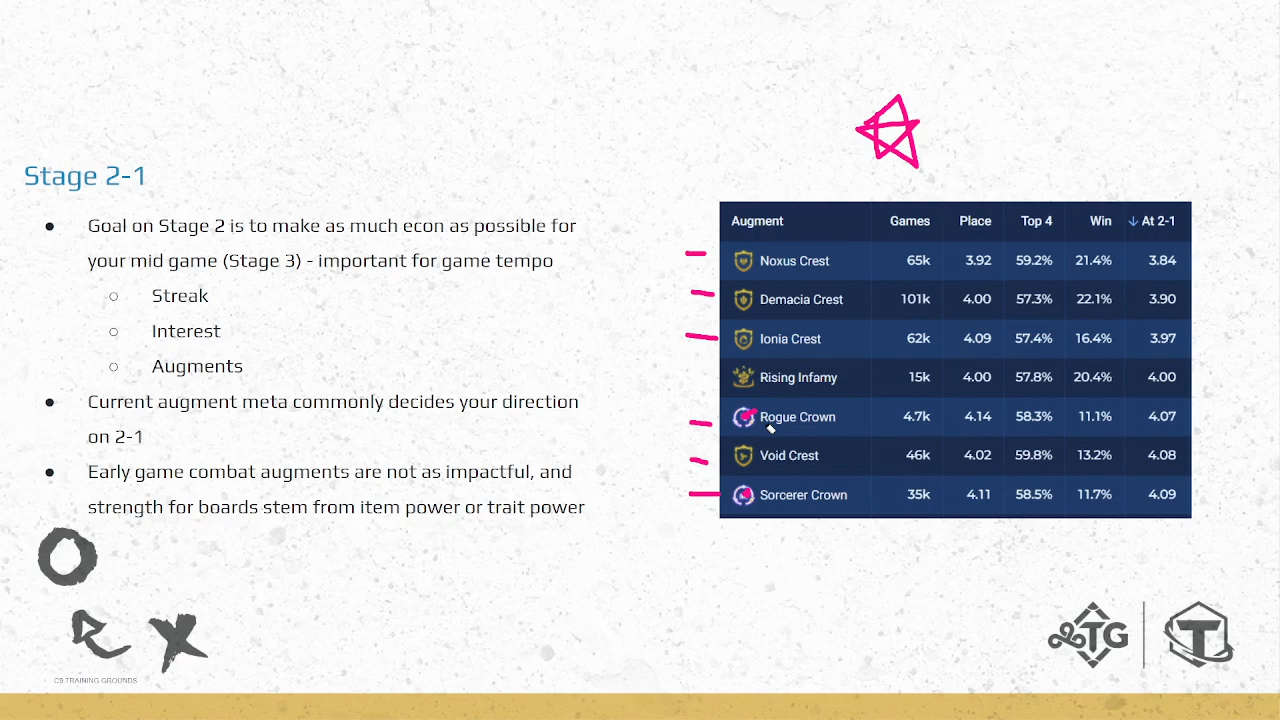 Stage 2-1
● Goal on Stage 2 is to make as much econ as possible for
your mid game (Stage 3) - important for game tempo
○ Streak
○ Interest
○ Augments
● Current augment meta commonly decides your direction
on 2-1
● Early game combat augments are not as impactful, and
strength for boards stem from item power or trait power
Augment Games Place Top 4 Win ↓ At 2-1
Noxus Crest 65k 3.92 59.2% 21.4% 3.84
Demacia Crest 101k 4.00 57.3% 22.1% 3.90
Ionia Crest 62k 4.09 57.4% 16.4% 3.97
Rising Infamy 15k 4.00 57.8% 20.4% 4.00
Rogue Crown 4.7k 4.14 58.3% 11.1% 4.07
Void Crest 46k 4.02 59.8% 13.2% 4.08
Sorcerer Crown 35k 4.11 58.5% 11.7% 4.09
C9 TRAINING GROUNDS
TG
T